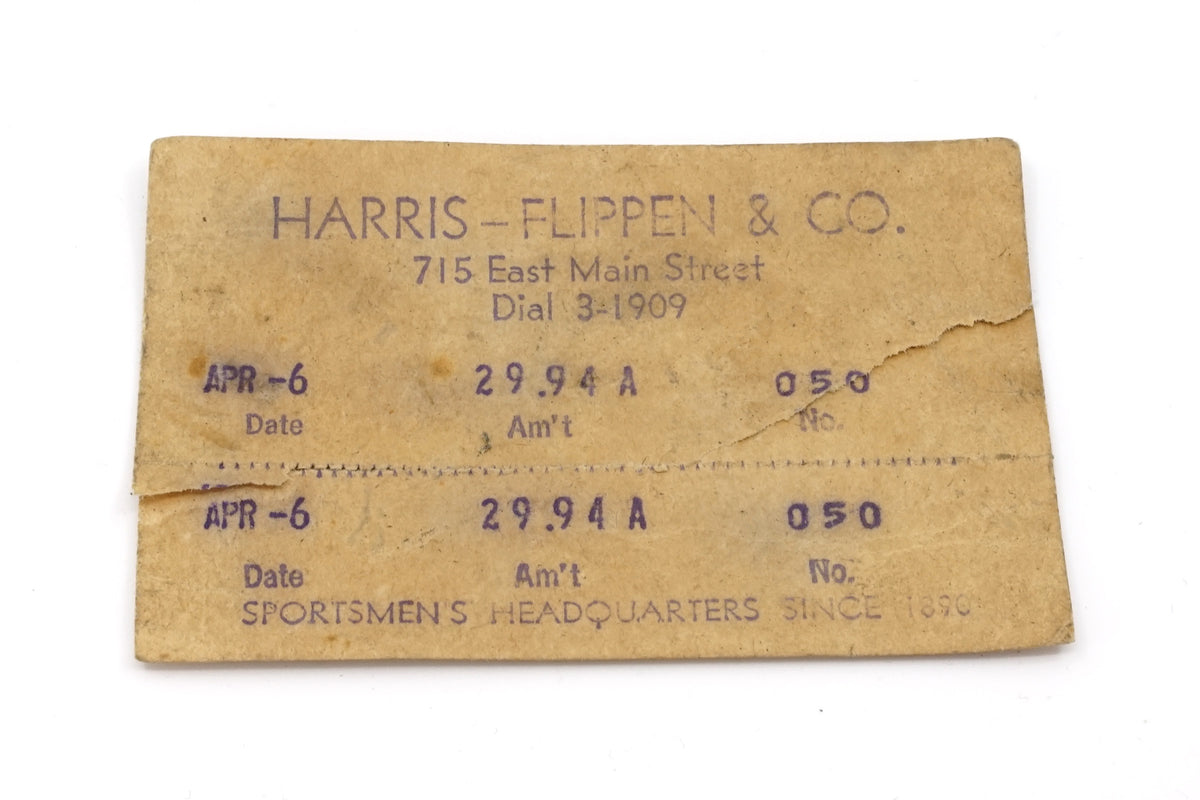 HARRIS - FLIPPEN & CO.
715 East Main Street
Dial 3-1909
APR -6 29.94 A 050
Date Am't No.
APR -6 29.94 A 050
Date Am't No.
SPORTSMEN'S HEADQUARTERS SINCE 1890